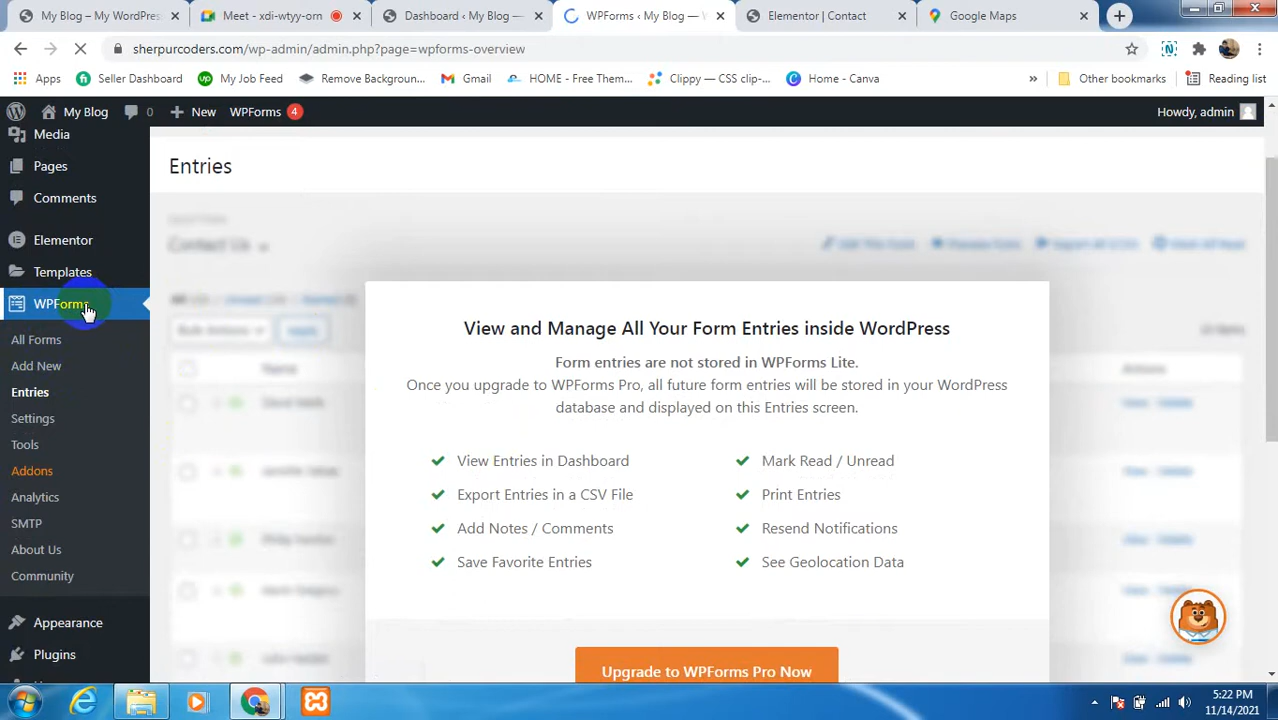 My Blog – My WordPres
Meet - xdi-wtyy-orn
Dashboard ‹ My Blog —
WPForms ‹ My Blog —
Elementor | Contact
Google Maps
sherpurcoders.com/wp-admin/admin.php?page=wpforms-overview
Apps
Seller Dashboard
My Job Feed
Remove Backgroun...
Gmail
HOME - Free Them...
Clippy — CSS clip-...
Home - Canva
»
Other bookmarks
Reading list
My Blog
0
New
WPForms 4
Howdy, admin
Media
Pages
Comments
Elementor
Templates
WPForms
All Forms
Add New
Entries
Settings
Tools
Addons
Analytics
SMTP
About Us
Community
Appearance
Plugins
Entries
Contact Us
Bulk Actions
Apply
Name
Actions
View and Manage All Your Form Entries inside WordPress
Form entries are not stored in WPForms Lite.
Once you upgrade to WPForms Pro, all future form entries will be stored in your WordPress
database and displayed on this Entries screen.
View Entries in Dashboard
Mark Read / Unread
Export Entries in a CSV File
Print Entries
Add Notes / Comments
Resend Notifications
Save Favorite Entries
See Geolocation Data
Upgrade to WPForms Pro Now
5:22 PM
11/14/2021